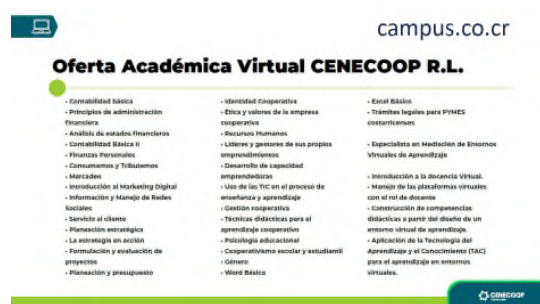 campus.co.cr
Oferta Académica Virtual CENECOOP R.L.
- Contabilidad básica
- Principios de administración
financiera
- Análisis de estados financieros
- Contabilidad Básica II
- Finanzas Personales
- Consumamos y Tributemos
- Mercadeo
- Introducción al Marketing Digital
- Información y Manejo de Redes
Sociales
- Servicio al cliente
- Planeación estratégica
- La estrategia en acción
- Formulación y evaluación de
proyectos
- Planeación y presupuesto
- Identidad Cooperativa
- Ética y valores de la empresa
cooperativa
- Recursos Humanos
- Líderes y gestores de sus propios
emprendimientos
- Desarrollo de capacidad
emprendedora
- Uso de las TIC en el proceso de
enseñanza y aprendizaje
- Gestión cooperativa
- Técnicas didácticas para el
aprendizaje cooperativo
- Psicología educacional
- Cooperativismo escolar y estudiantil
- Género
- Word Básico
- Excel Básico
- Trámites legales para PYMES
costarricenses
- Especialista en Mediación de Entornos
Virtuales de Aprendizaje
- Introducción a la docencia Virtual.
- Manejo de las plataformas virtuales
con el rol de docente
- Construcción de competencias
didácticas a partir del diseño de un
entorno virtual de aprendizaje.
- Aplicación de la Tecnología del
Aprendizaje y el Conocimiento (TAC)
para el aprendizaje en entornos
virtuales.
CENECOOP